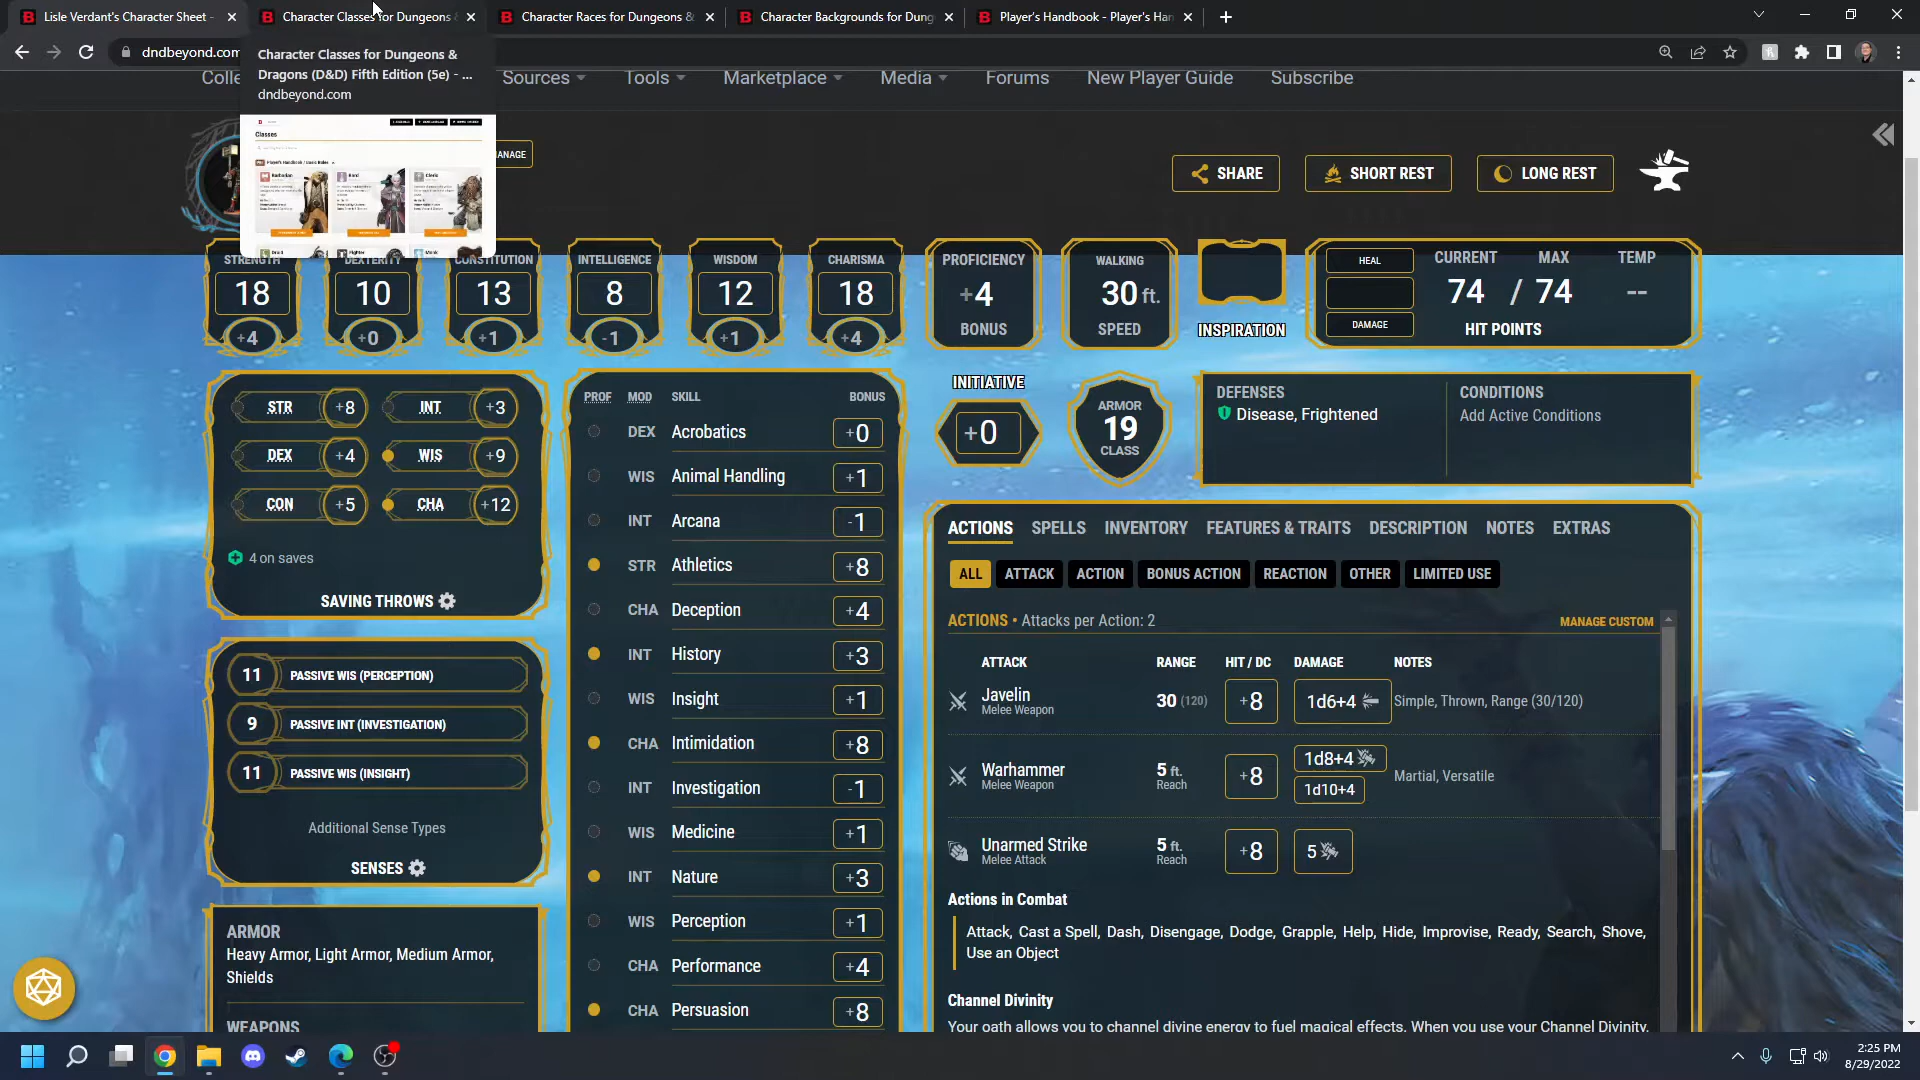 Lisle Verdant's Character Sheet -
Character Classes for Dungeons &
Character Races for Dungeons &
Character Backgrounds for Dung
Player's Handbook - Player's Han
dndbeyond.com
Character Classes for Dungeons &
Dragons (D&D) Fifth Edition (5e) - ...
dndbeyond.com
Classes
Barbarian
Bard
Cleric
Druid
Fighter
Monk
Colle
Sources
Tools
Marketplace
Media
Forums
New Player Guide
Subscribe
ANAGE
SHARE
SHORT REST
LONG REST
STRENGTH
18
+4
DEXTERITY
10
+0
CONSTITUTION
13
+1
INTELLIGENCE
8
-1
WISDOM
12
+1
CHARISMA
18
+4
PROFICIENCY
+4
BONUS
WALKING
30 ft.
SPEED
INSPIRATION
HEAL
DAMAGE
CURRENT MAX TEMP
74 / 74 --
HIT POINTS
STR +8
INT +3
DEX +4
WIS +9
CON +5
CHA +12
4 on saves
SAVING THROWS
11 PASSIVE WIS (PERCEPTION)
9 PASSIVE INT (INVESTIGATION)
11 PASSIVE WIS (INSIGHT)
Additional Sense Types
SENSES
ARMOR
Heavy Armor, Light Armor, Medium Armor,
Shields
WEAPONS
PROF MOD SKILL BONUS
DEX Acrobatics +0
WIS Animal Handling +1
INT Arcana -1
STR Athletics +8
CHA Deception +4
INT History +3
WIS Insight +1
CHA Intimidation +8
INT Investigation -1
WIS Medicine +1
INT Nature +3
WIS Perception +1
CHA Performance +4
CHA Persuasion +8
INITIATIVE
+0
ARMOR
19
CLASS
DEFENSES
Disease, Frightened
CONDITIONS
Add Active Conditions
ACTIONS SPELLS INVENTORY FEATURES & TRAITS DESCRIPTION NOTES EXTRAS
ALL ATTACK ACTION BONUS ACTION REACTION OTHER LIMITED USE
ACTIONS • Attacks per Action: 2
MANAGE CUSTOM
ATTACK RANGE HIT / DC DAMAGE NOTES
Javelin
Melee Weapon
30 (120)
+8
1d6+4
Simple, Thrown, Range (30/120)
Warhammer
Melee Weapon
5 ft.
Reach
+8
1d8+4
1d10+4
Martial, Versatile
Unarmed Strike
Melee Attack
5 ft.
Reach
+8
5
Actions in Combat
Attack, Cast a Spell, Dash, Disengage, Dodge, Grapple, Help, Hide, Improvise, Ready, Search, Shove,
Use an Object
Channel Divinity
Your oath allows you to channel divine energy to fuel magical effects. When you use your Channel Divinity,
2:25 PM
8/29/2022